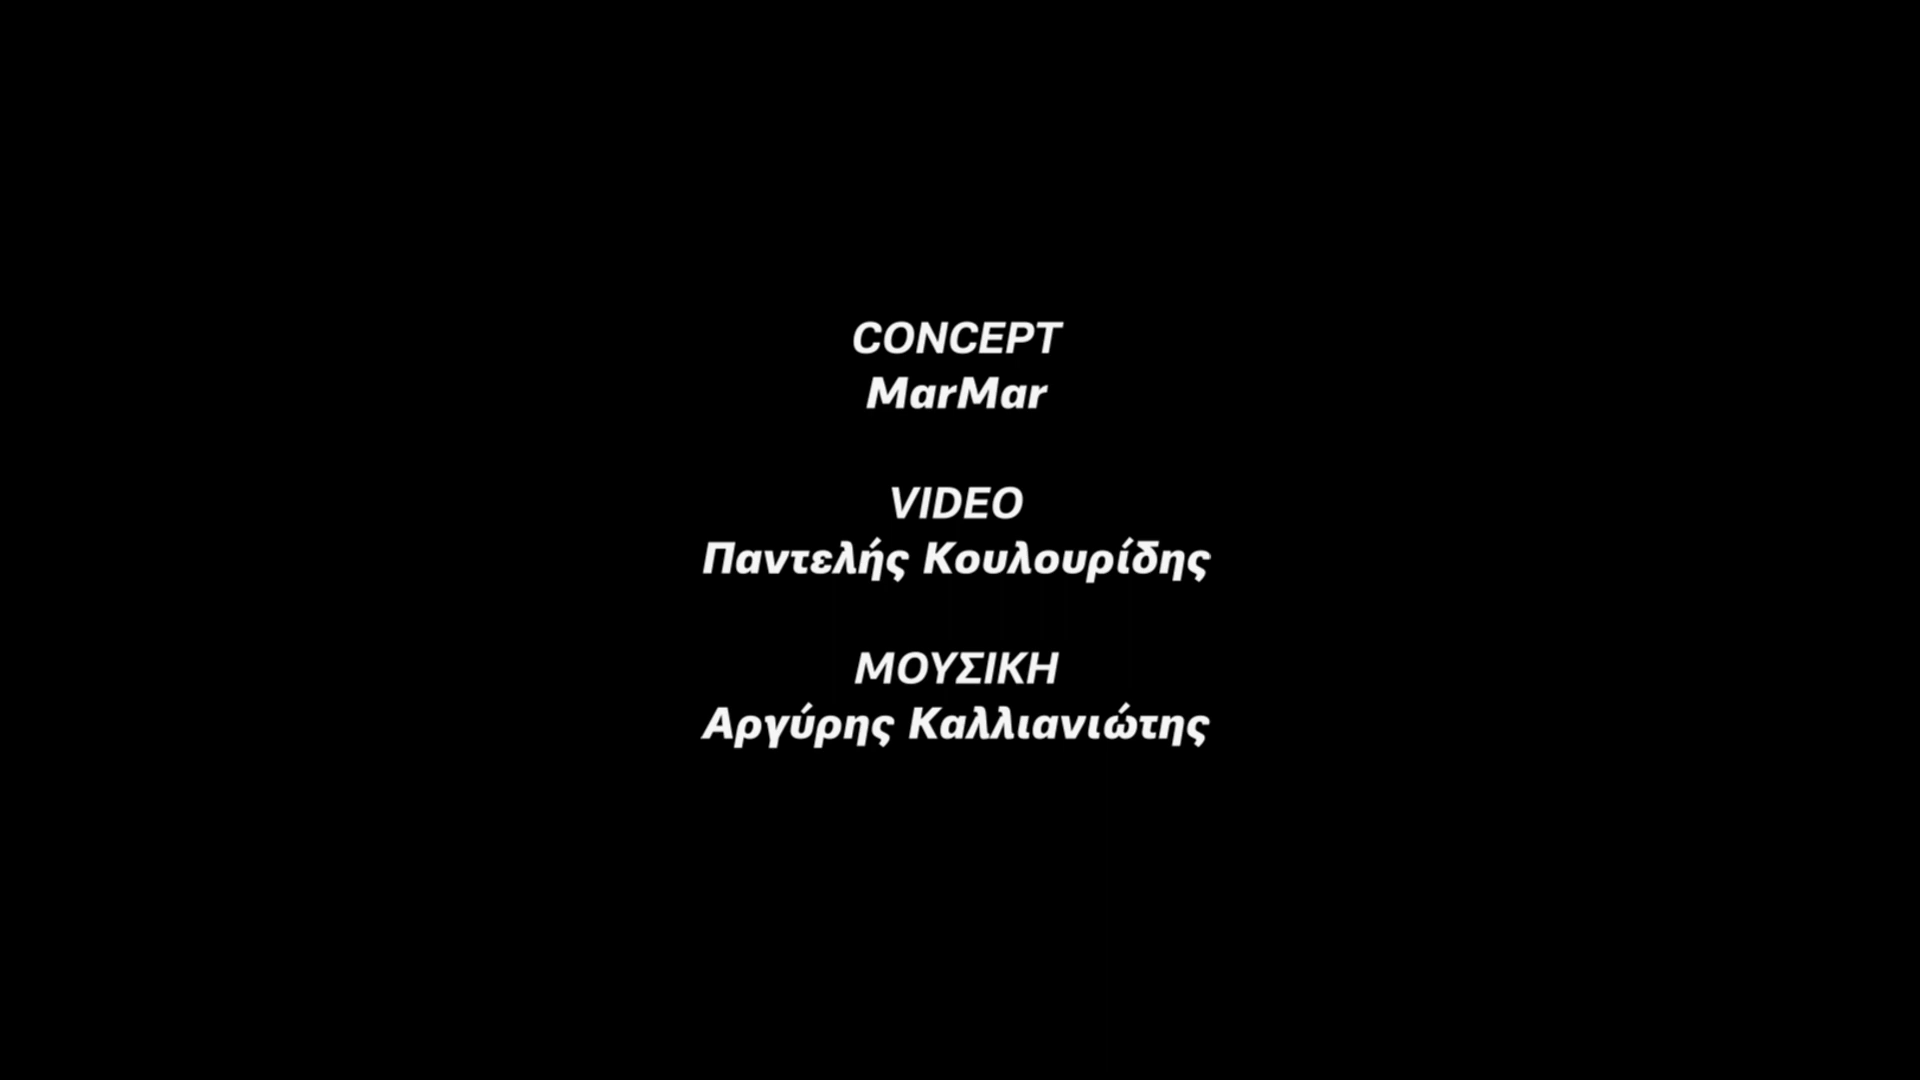 CONCEPT
MarMar
VIDEO
Παντελής Κουλουρίδης
ΜΟΥΣΙΚΗ
Αργύρης Καλλιανιώτης